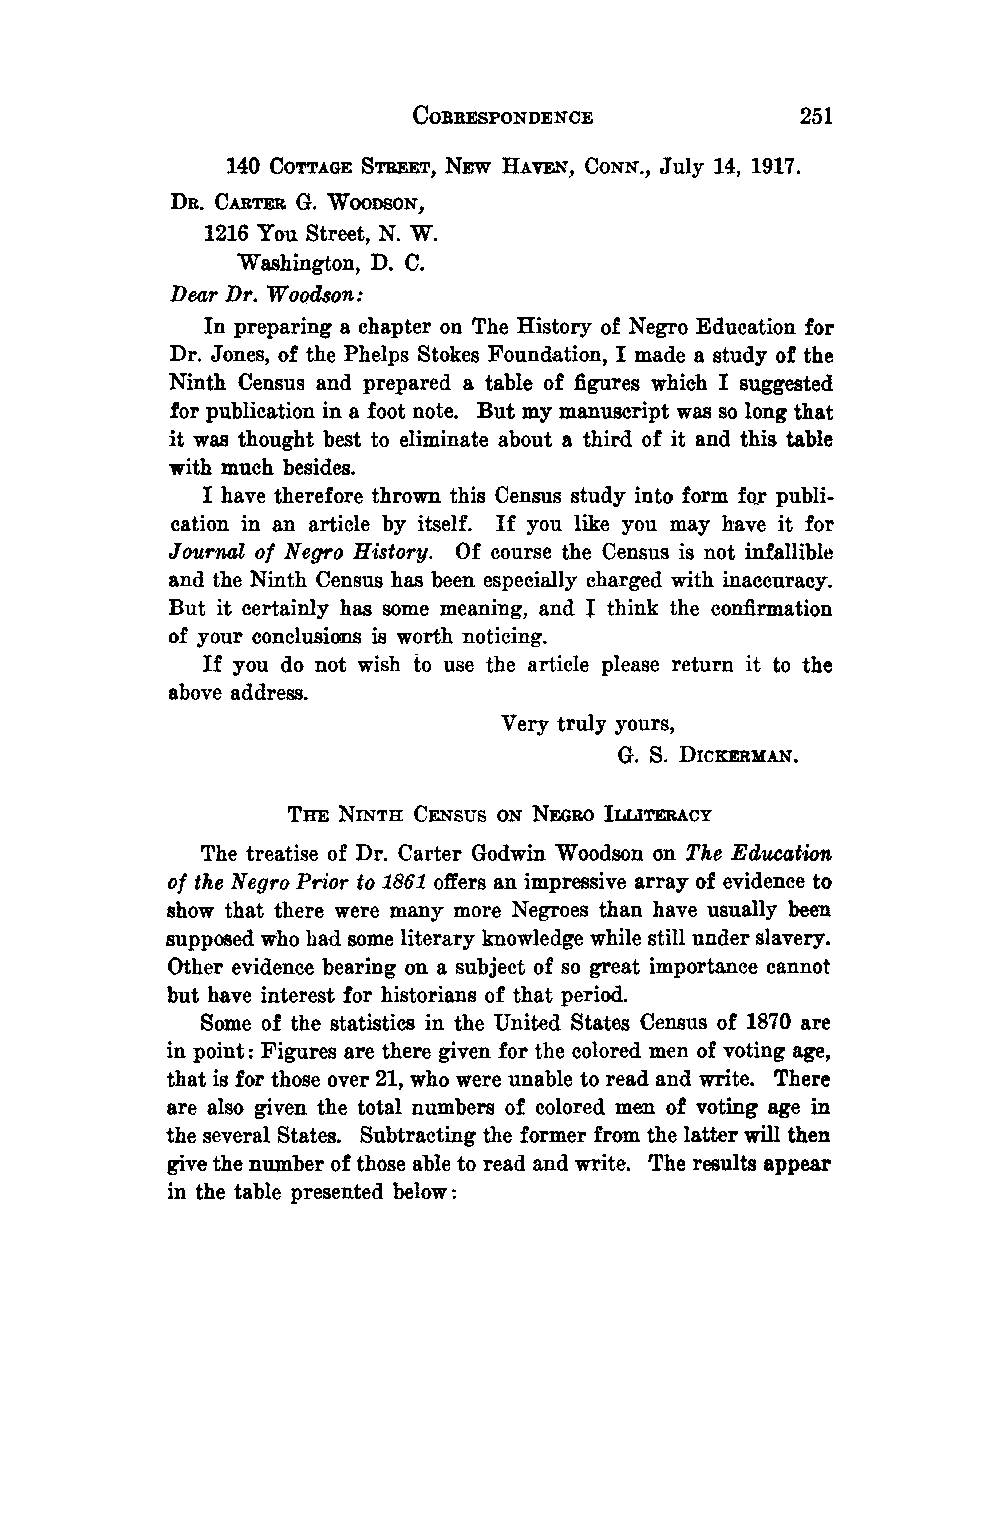 CORRESPONDENCE 251
140 COTTAGE STREET, NEW HAVEN, CONN., July 14, 1917.
DR. CARTER G. WOODSON,
1216 You Street, N. W.
Washington, D. C.
Dear Dr. Woodson:
In preparing a chapter on The History of Negro Education for
Dr. Jones, of the Phelps Stokes Foundation, I made a study of the
Ninth Census and prepared a table of figures which I suggested
for publication in a foot note. But my manuscript was so long that
it was thought best to eliminate about a third of it and this table
with much besides.
I have therefore thrown this Census study into form for publi-
cation in an article by itself. If you like you may have it for
Journal of Negro History. Of course the Census is not infallible
and the Ninth Census has been especially charged with inaccuracy.
But it certainly has some meaning, and I think the confirmation
of your conclusions is worth noticing.
If you do not wish to use the article please return it to the
above address.
Very truly yours,
G. S. DICKERMAN.
THE NINTH CENSUS ON NEGRO ILLITERACY
The treatise of Dr. Carter Godwin Woodson on The Education
of the Negro Prior to 1861 offers an impressive array of evidence to
show that there were many more Negroes than have usually been
supposed who had some literary knowledge while still under slavery.
Other evidence bearing on a subject of so great importance cannot
but have interest for historians of that period.
Some of the statistics in the United States Census of 1870 are
in point: Figures are there given for the colored men of voting age,
that is for those over 21, who were unable to read and write. There
are also given the total numbers of colored men of voting age in
the several States. Subtracting the former from the latter will then
give the number of those able to read and write. The results appear
in the table presented below: